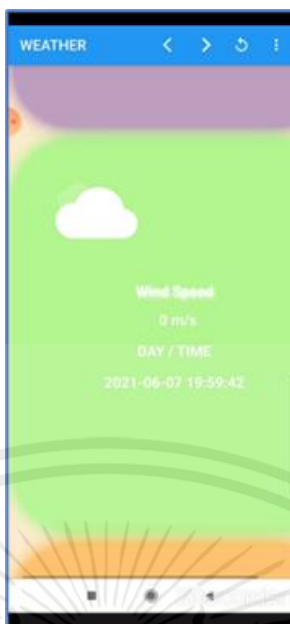 WEATHER
Wind Speed
0 m/s
DAY / TIME
2021-06-07 19:59:42